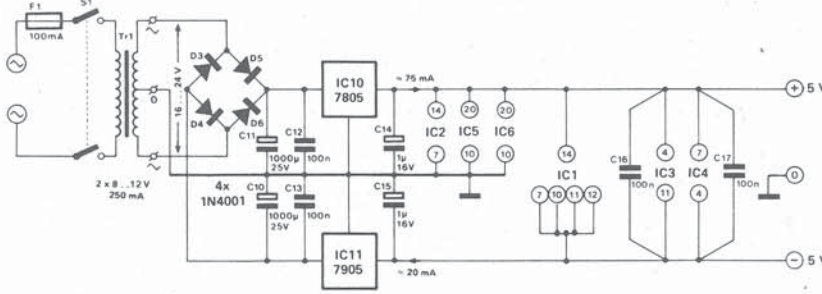 F1
100mA
S1
Tr1
0
16 ... 24 V
2 x 8 ..12 V
250 mA
D3
D5
D4
D6
4x
1N4001
C11
1000µ
25V
C12
100n
C10
1000µ
25V
C13
100n
IC10
7805
IC11
7905
≈ 75 mA
≈ 20 mA
C14
1µ
16V
C15
1µ
16V
14
IC2
7
20
IC5
10
20
IC6
10
14
IC1
7 10 11 12
C16
100n
4
IC3
11
7
IC4
4
C17
100n
+ 5 V
0
− 5 V